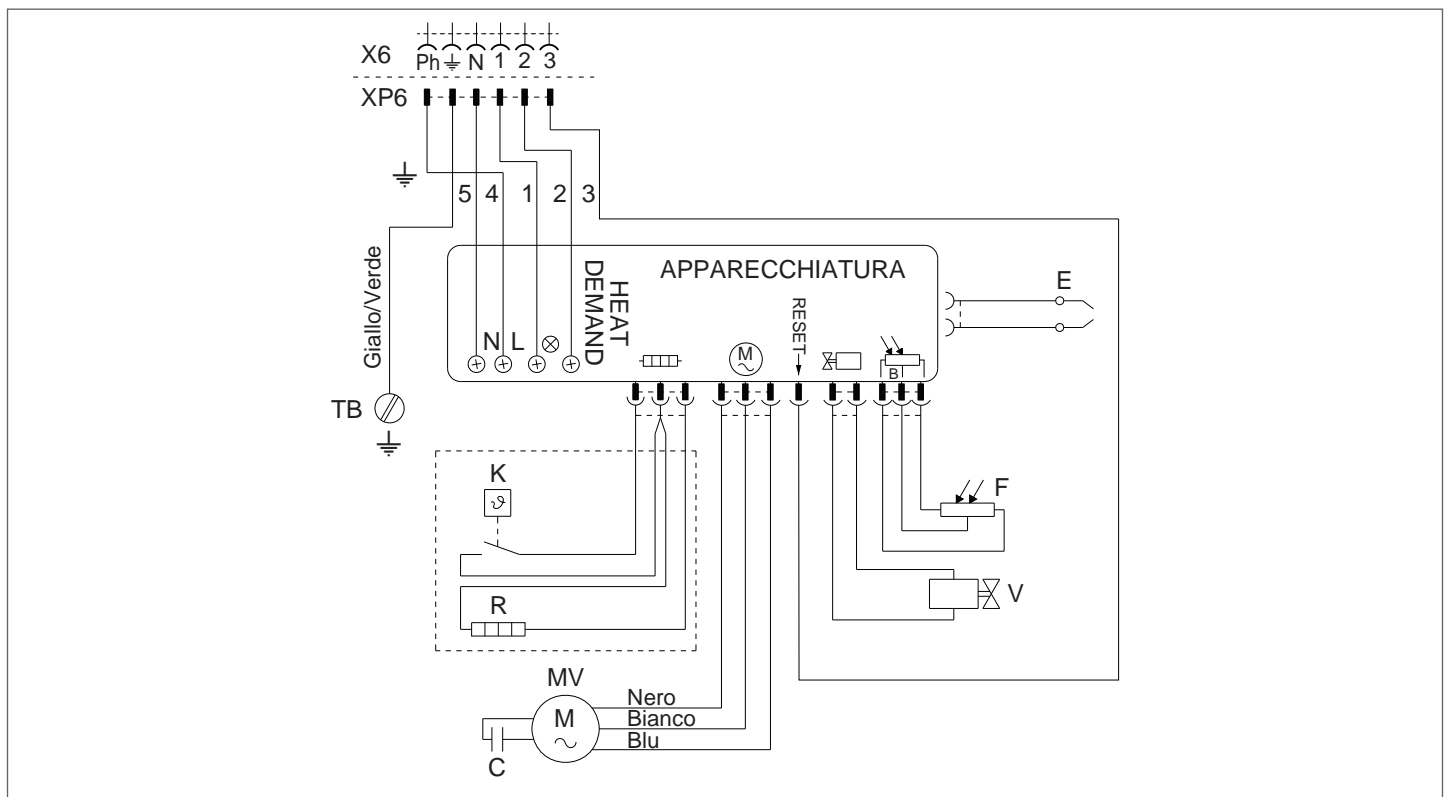 X6
Ph N 1 2 3
XP6
5 4 1 2 3
Giallo/Verde
HEAT
DEMAND
APPARECCHIATURA
RESET
E
N L
M
B
TB
K
ϑ
F
R
V
MV
M
Nero
Bianco
Blu
C